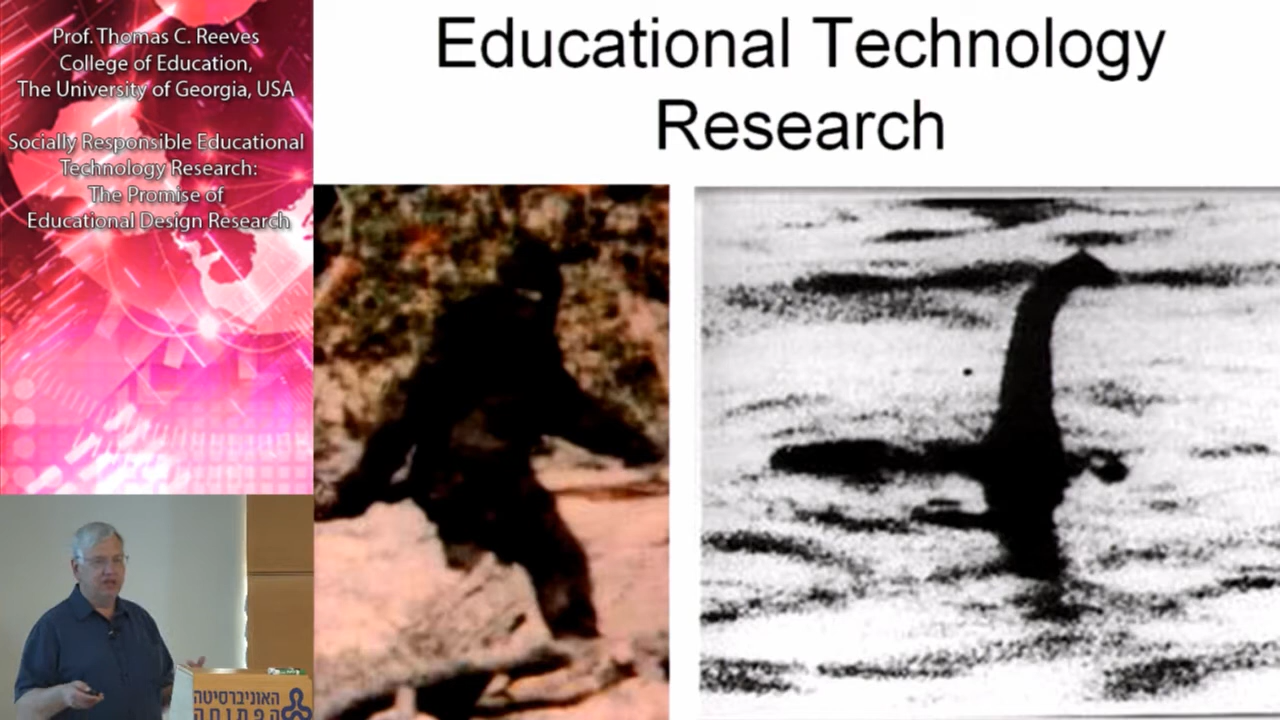 Prof. Thomas C. Reeves
College of Education,
The University of Georgia, USA
Socially Responsible Educational
Technology Research:
The Promise of
Educational Design Research
Educational Technology
Research
האוניברסיטה
הפתוחה